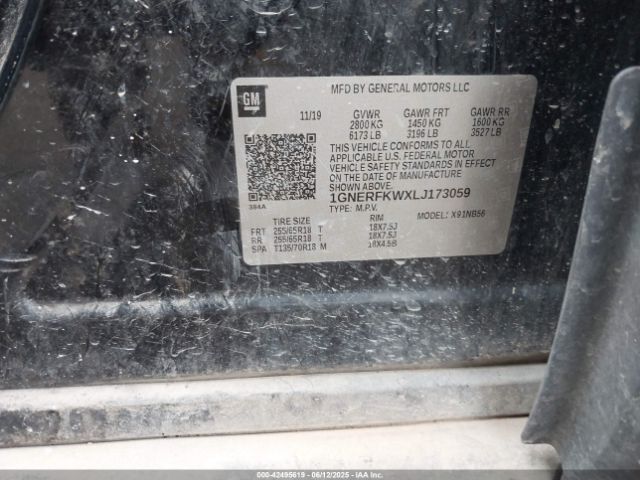 MFD BY GENERAL MOTORS LLC
GM
11/19 GVWR GAWR FRT GAWR RR
2800 KG 1450 KG 1600 KG
6173 LB 3196 LB 3527 LB
THIS VEHICLE CONFORMS TO ALL
APPLICABLE U.S. FEDERAL MOTOR
VEHICLE SAFETY STANDARDS IN EFFECT
ON THE DATE OF MANUFACTURE
SHOWN ABOVE.
1GNERFKWXLJ173059
384A
TYPE: M.P.V. MODEL: X91NB56
TIRE SIZE RIM
FRT 255/65R18 T 18X7.5J
RR 255/65R18 T 18X7.5J
SPA T135/70R18 M 18X4.5B
000-42495619 - 06/12/2025 - IAAI.COM